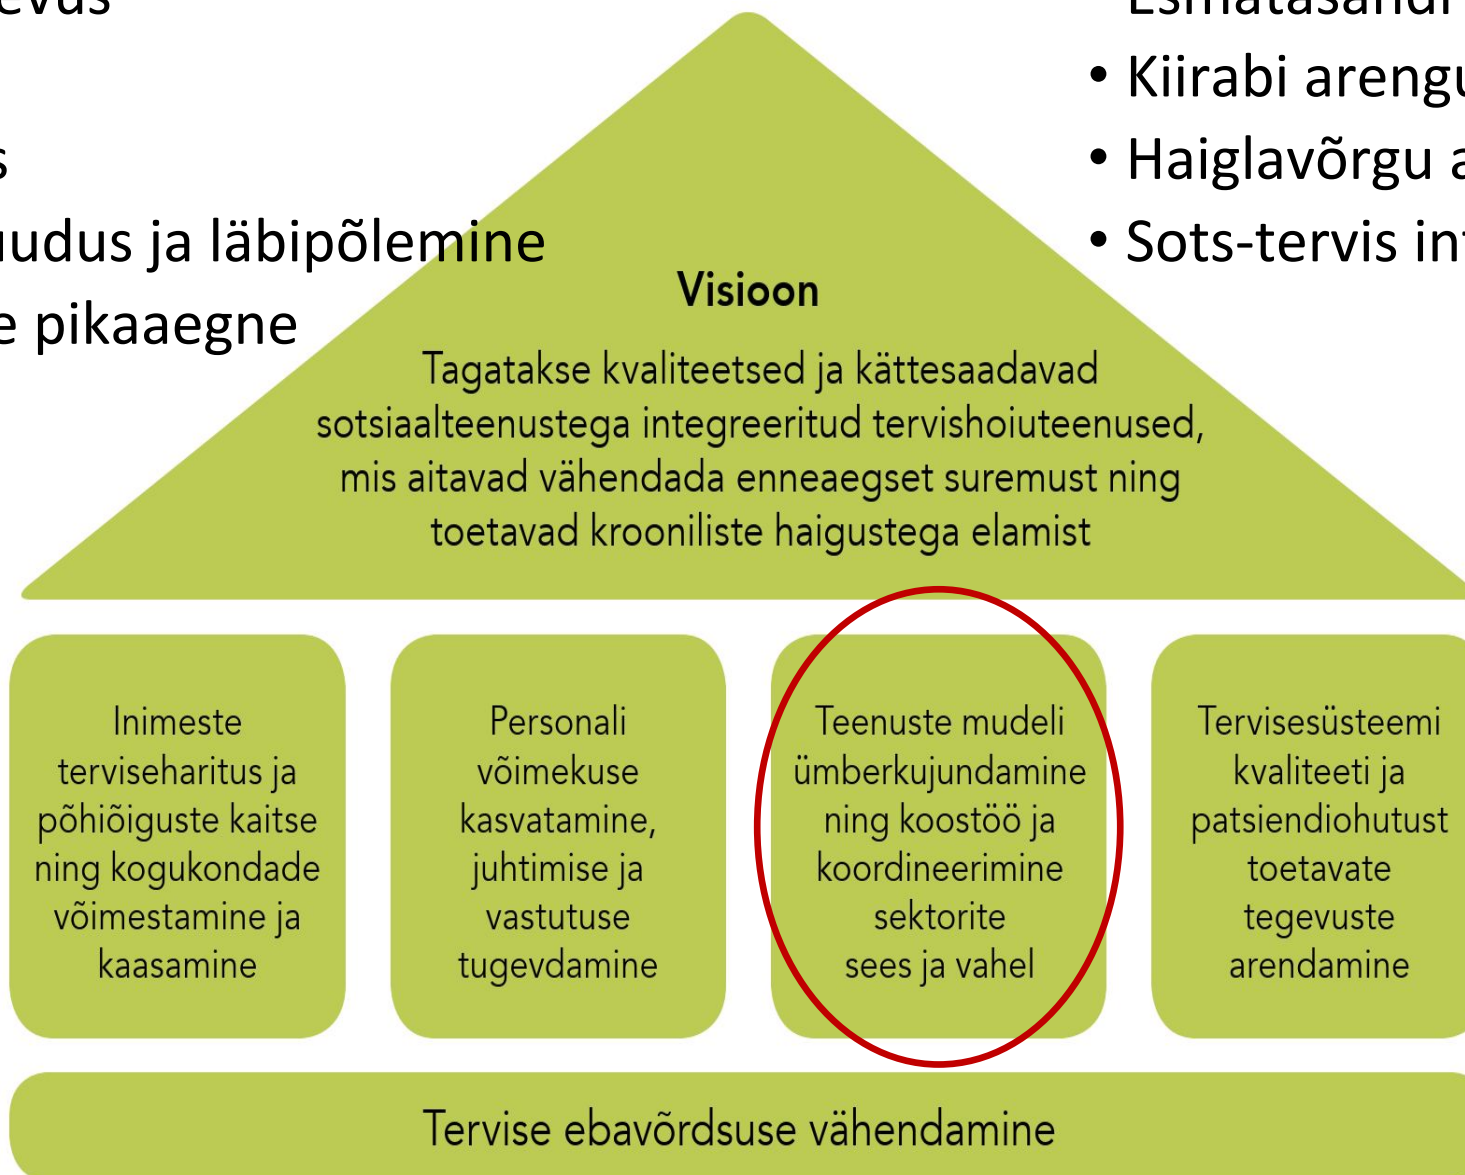 läbipõlemine
udus ja
pikaaegne
• Kiirabi
• Haiglavõrgu
• Sots-tervis
Visioon
Tagatakse kvaliteetsed ja kättesaadavad
sotsiaalteenustega integreeritud tervishoiuteenused,
mis aitavad vähendada enneaegset suremust ning
toetavad krooniliste haigustega elamist
Inimeste
terviseharitus ja
põhiõiguste kaitse
ning kogukondade
võimestamine ja
kaasamine
Personali
võimekuse
kasvatamine,
juhtimise ja
vastutuse
tugevdamine
Teenuste mudeli
ümberkujundamine
ning koostöö ja
koordineerimine
sektorite
sees ja vahel
Tervisesüsteemi
kvaliteeti ja
patsiendiohutust
toetavate
tegevuste
arendamine
Tervise ebavõrdsuse vähendamine